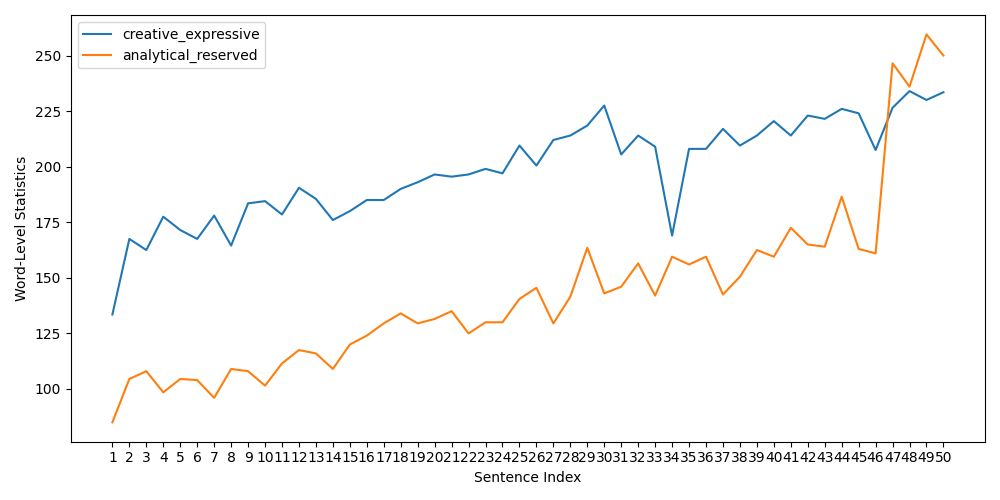 creative_expressive
analytical_reserved
250
225
200
175
150
125
100
Word-Level Statistics
1 2 3 4 5 6 7 8 9 10 11 12 13 14 15 16 17 18 19 20 21 22 23 24 25 26 27 28 29 30 31 32 33 34 35 36 37 38 39 40 41 42 43 44 45 46 47 48 49 50
Sentence Index